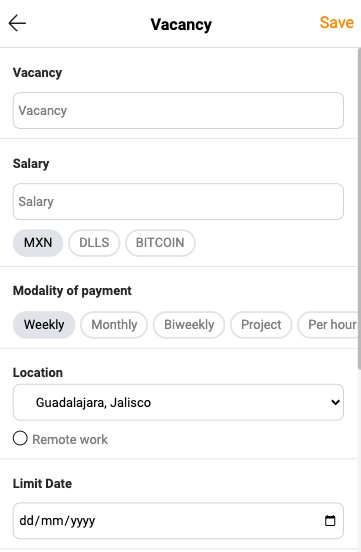 Vacancy Save
Vacancy
Vacancy
Salary
Salary
MXN DLLS BITCOIN
Modality of payment
Weekly Monthly Biweekly Project Per hour
Location
Guadalajara, Jalisco
Remote work
Limit Date
dd/mm/yyyy